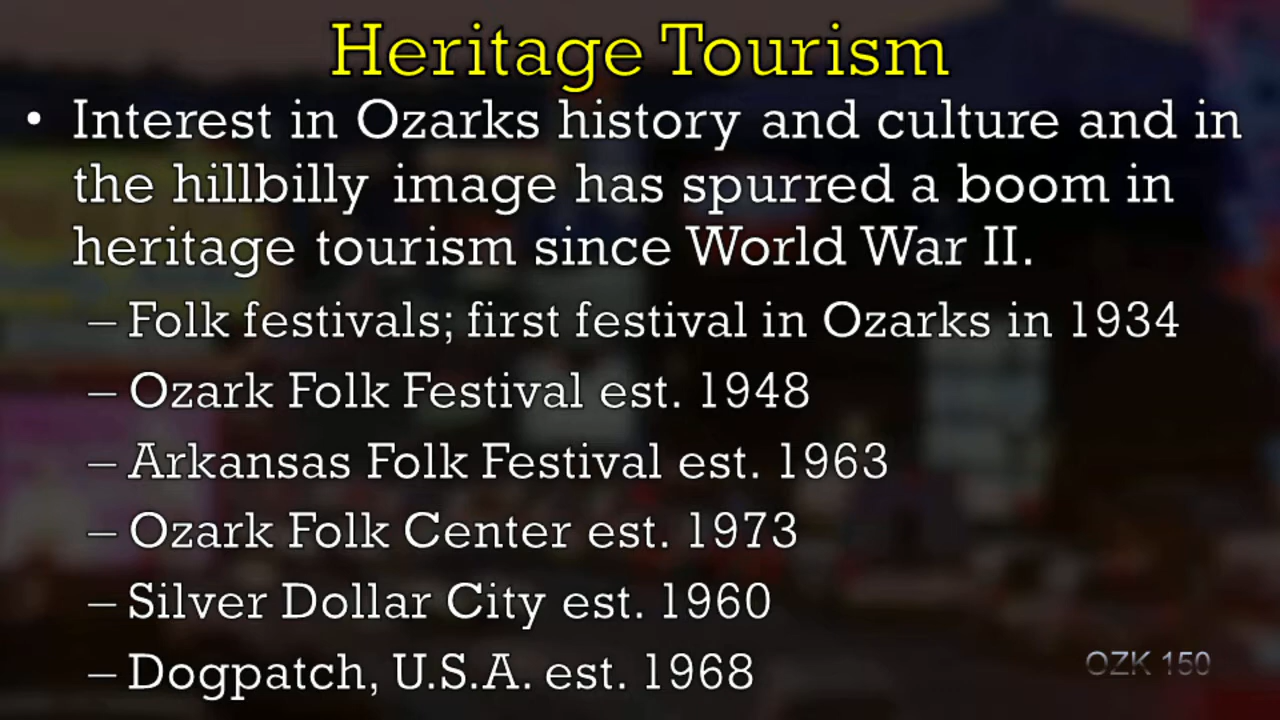 Heritage Tourism
• Interest in Ozarks history and culture and in
the hillbilly image has spurred a boom in
heritage tourism since World War II.
– Folk festivals; first festival in Ozarks in 1934
– Ozark Folk Festival est. 1948
– Arkansas Folk Festival est. 1963
– Ozark Folk Center est. 1973
– Silver Dollar City est. 1960
– Dogpatch, U.S.A. est. 1968
OZK 150